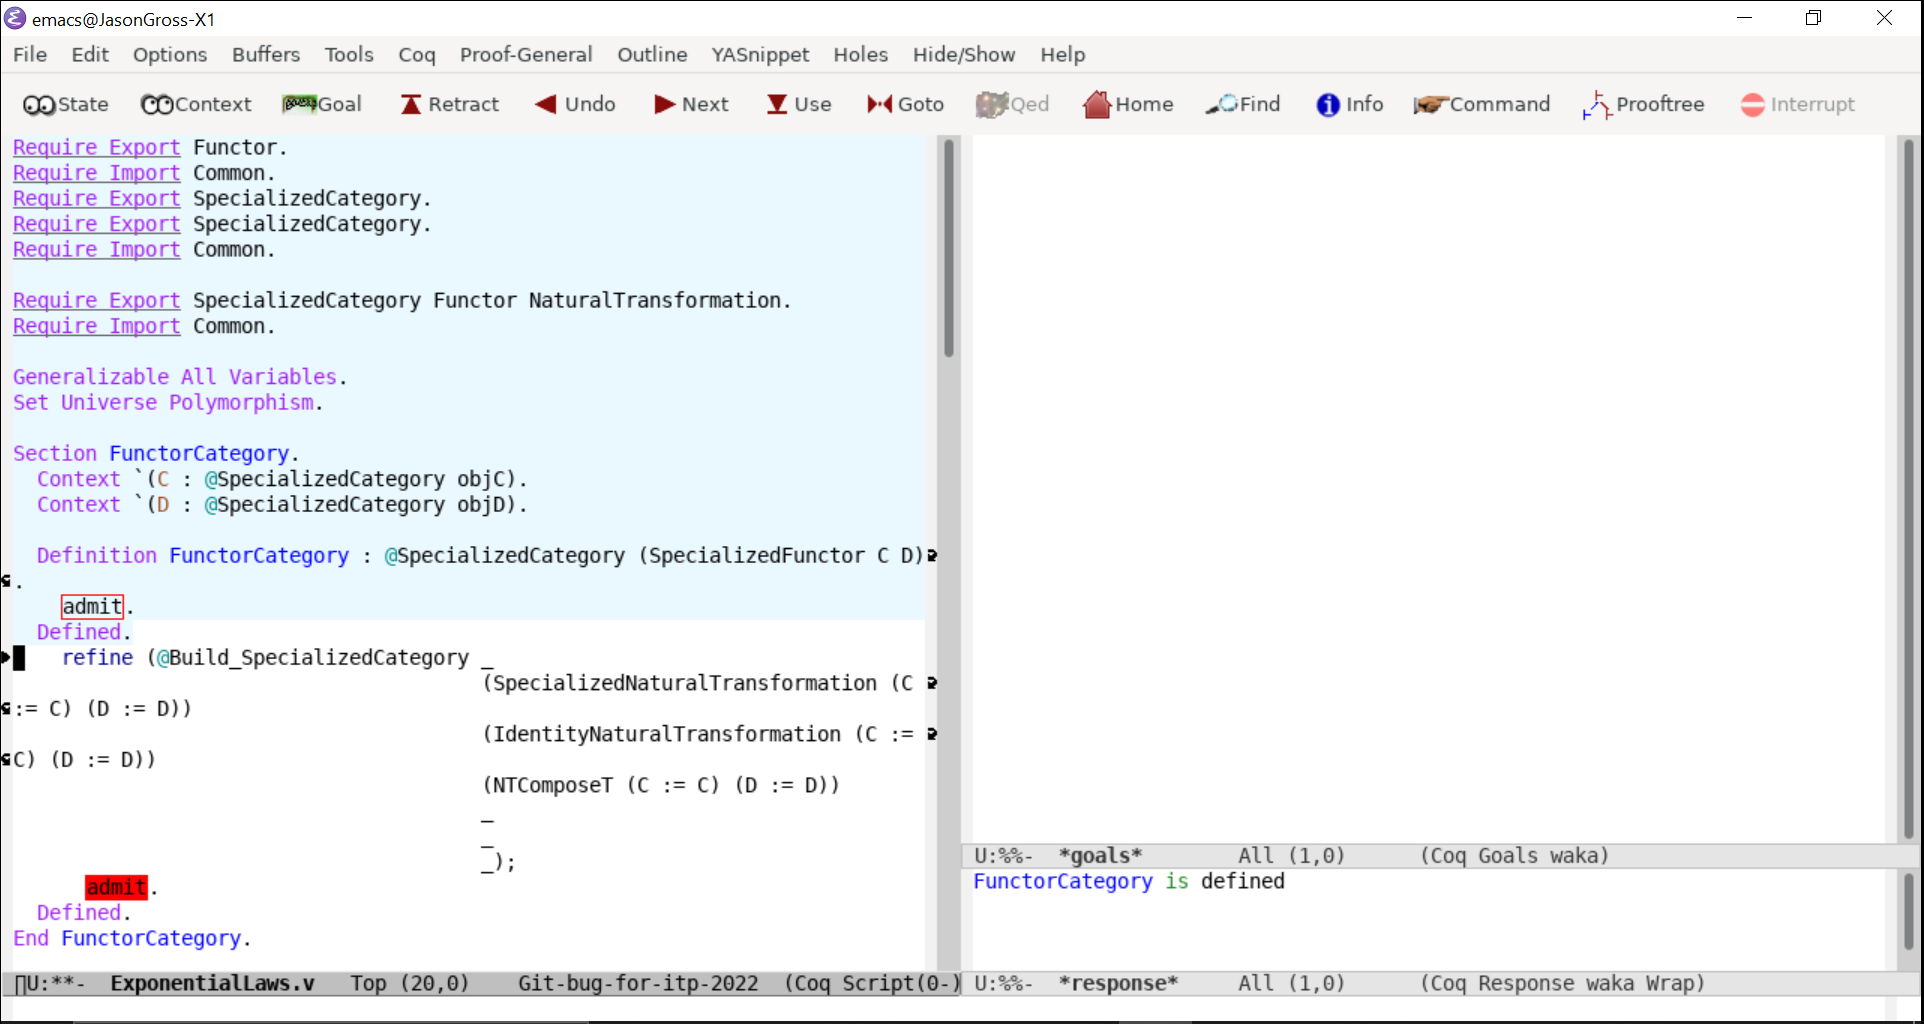 emacs@JasonGross-X1
File Edit Options Buffers Tools Coq Proof-General Outline YASnippet Holes Hide/Show Help
State Context Goal Retract Undo Next Use Goto Qed Home Find Info Command Prooftree Interrupt
Require Export Functor.
Require Import Common.
Require Export SpecializedCategory.
Require Export SpecializedCategory.
Require Import Common.
Require Export SpecializedCategory Functor NaturalTransformation.
Require Import Common.
Generalizable All Variables.
Set Universe Polymorphism.
Section FunctorCategory.
Context `(C : @SpecializedCategory objC).
Context `(D : @SpecializedCategory objD).
Definition FunctorCategory : @SpecializedCategory (SpecializedFunctor C D)
.
admit.
Defined.
refine (@Build_SpecializedCategory _
(SpecializedNaturalTransformation (C
:= C) (D := D))
(IdentityNaturalTransformation (C :=
C) (D := D))
(NTComposeT (C := C) (D := D))
_
_
_);
admit.
Defined.
End FunctorCategory.
U:**- ExponentialLaws.v Top (20,0) Git-bug-for-itp-2022 (Coq Script(0-)
U:%%- *goals* All (1,0) (Coq Goals waka)
FunctorCategory is defined
U:%%- *response* All (1,0) (Coq Response waka Wrap)